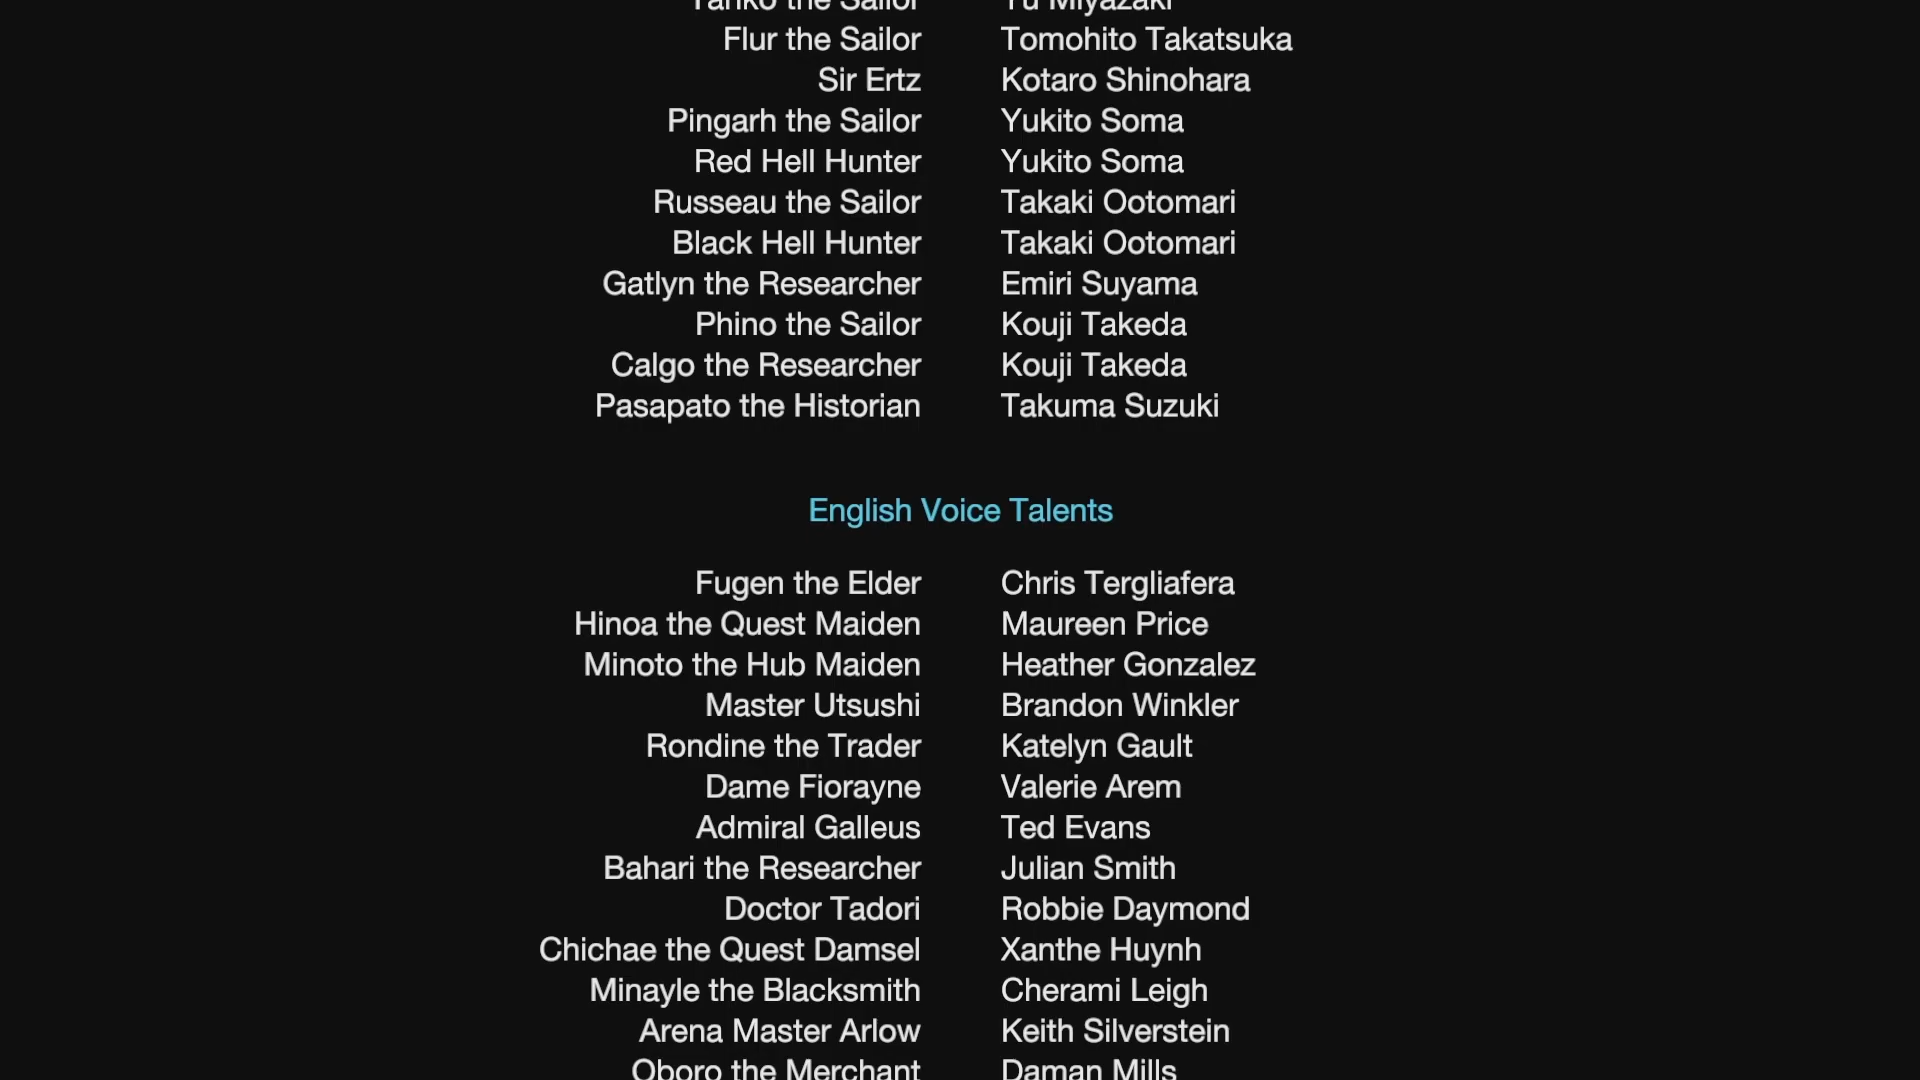 Yanko the Sailor Yu Miyazaki
Flur the Sailor Tomohito Takatsuka
Sir Ertz Kotaro Shinohara
Pingarh the Sailor Yukito Soma
Red Hell Hunter Yukito Soma
Russeau the Sailor Takaki Ootomari
Black Hell Hunter Takaki Ootomari
Gatlyn the Researcher Emiri Suyama
Phino the Sailor Kouji Takeda
Calgo the Researcher Kouji Takeda
Pasapato the Historian Takuma Suzuki
English Voice Talents
Fugen the Elder Chris Tergliafera
Hinoa the Quest Maiden Maureen Price
Minoto the Hub Maiden Heather Gonzalez
Master Utsushi Brandon Winkler
Rondine the Trader Katelyn Gault
Dame Fiorayne Valerie Arem
Admiral Galleus Ted Evans
Bahari the Researcher Julian Smith
Doctor Tadori Robbie Daymond
Chichae the Quest Damsel Xanthe Huynh
Minayle the Blacksmith Cherami Leigh
Arena Master Arlow Keith Silverstein
Oboro the Merchant Daman Mills